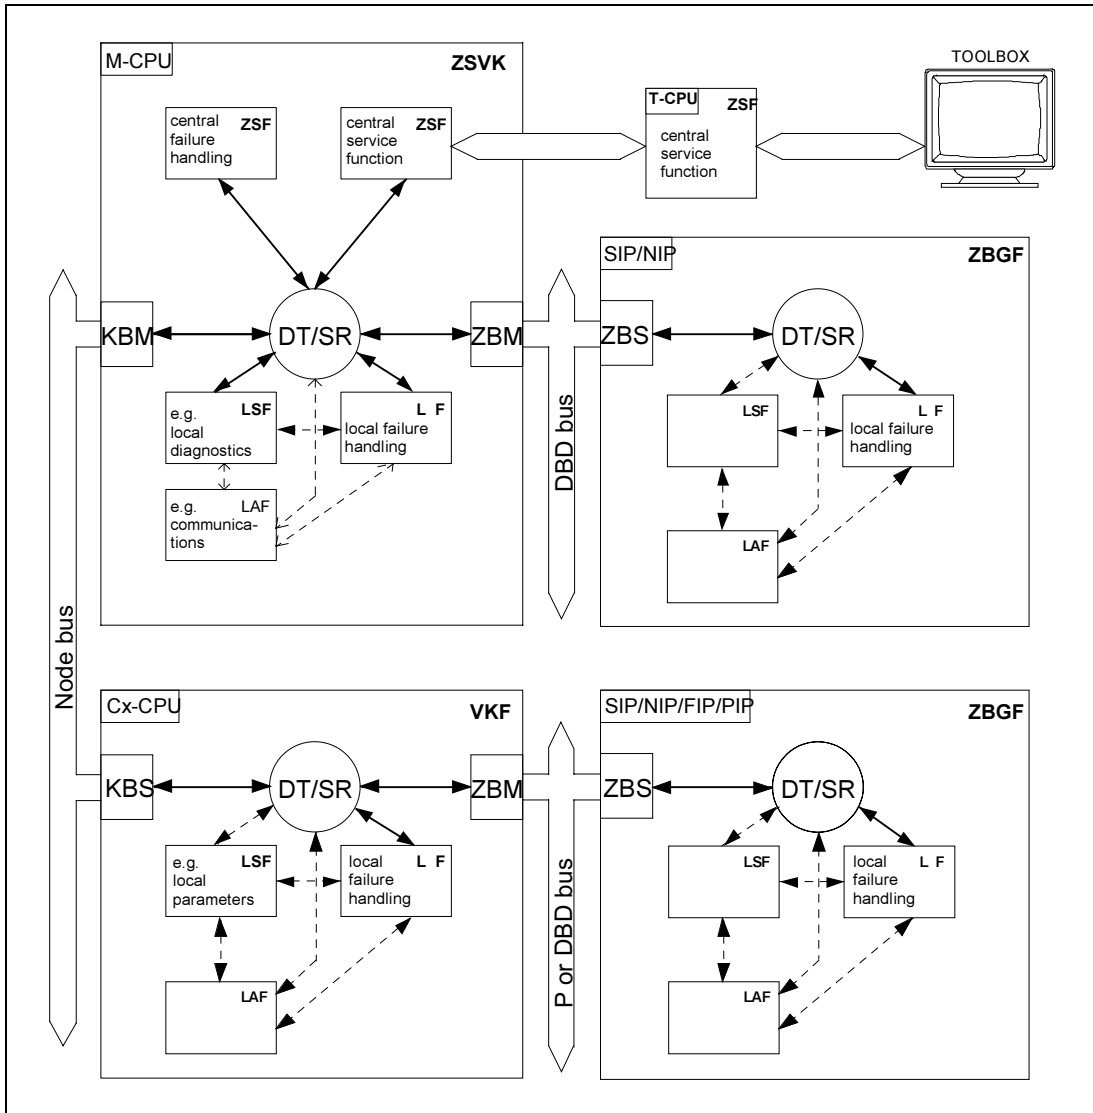 M-CPU
ZSVK
central
failure
handling
ZSF
central
service
function
ZSF
T-CPU
ZSF
central
service
function
TOOLBOX
KBM
DT/SR
ZBM
e.g.
local
diagnostics
LSF
L F
local failure
handling
e.g.
communica-
tions
LAF
Node bus
DBD bus
SIP/NIP
ZBGF
ZBS
DT/SR
LSF
L F
local failure
handling
LAF
Cx-CPU
VKF
KBS
DT/SR
ZBM
e.g.
local
parameters
LSF
L F
local
failure
handling
LAF
P or DBD bus
SIP/NIP/FIP/PIP
ZBGF
ZBS
DT/SR
LSF
L F
local
failure
handling
LAF